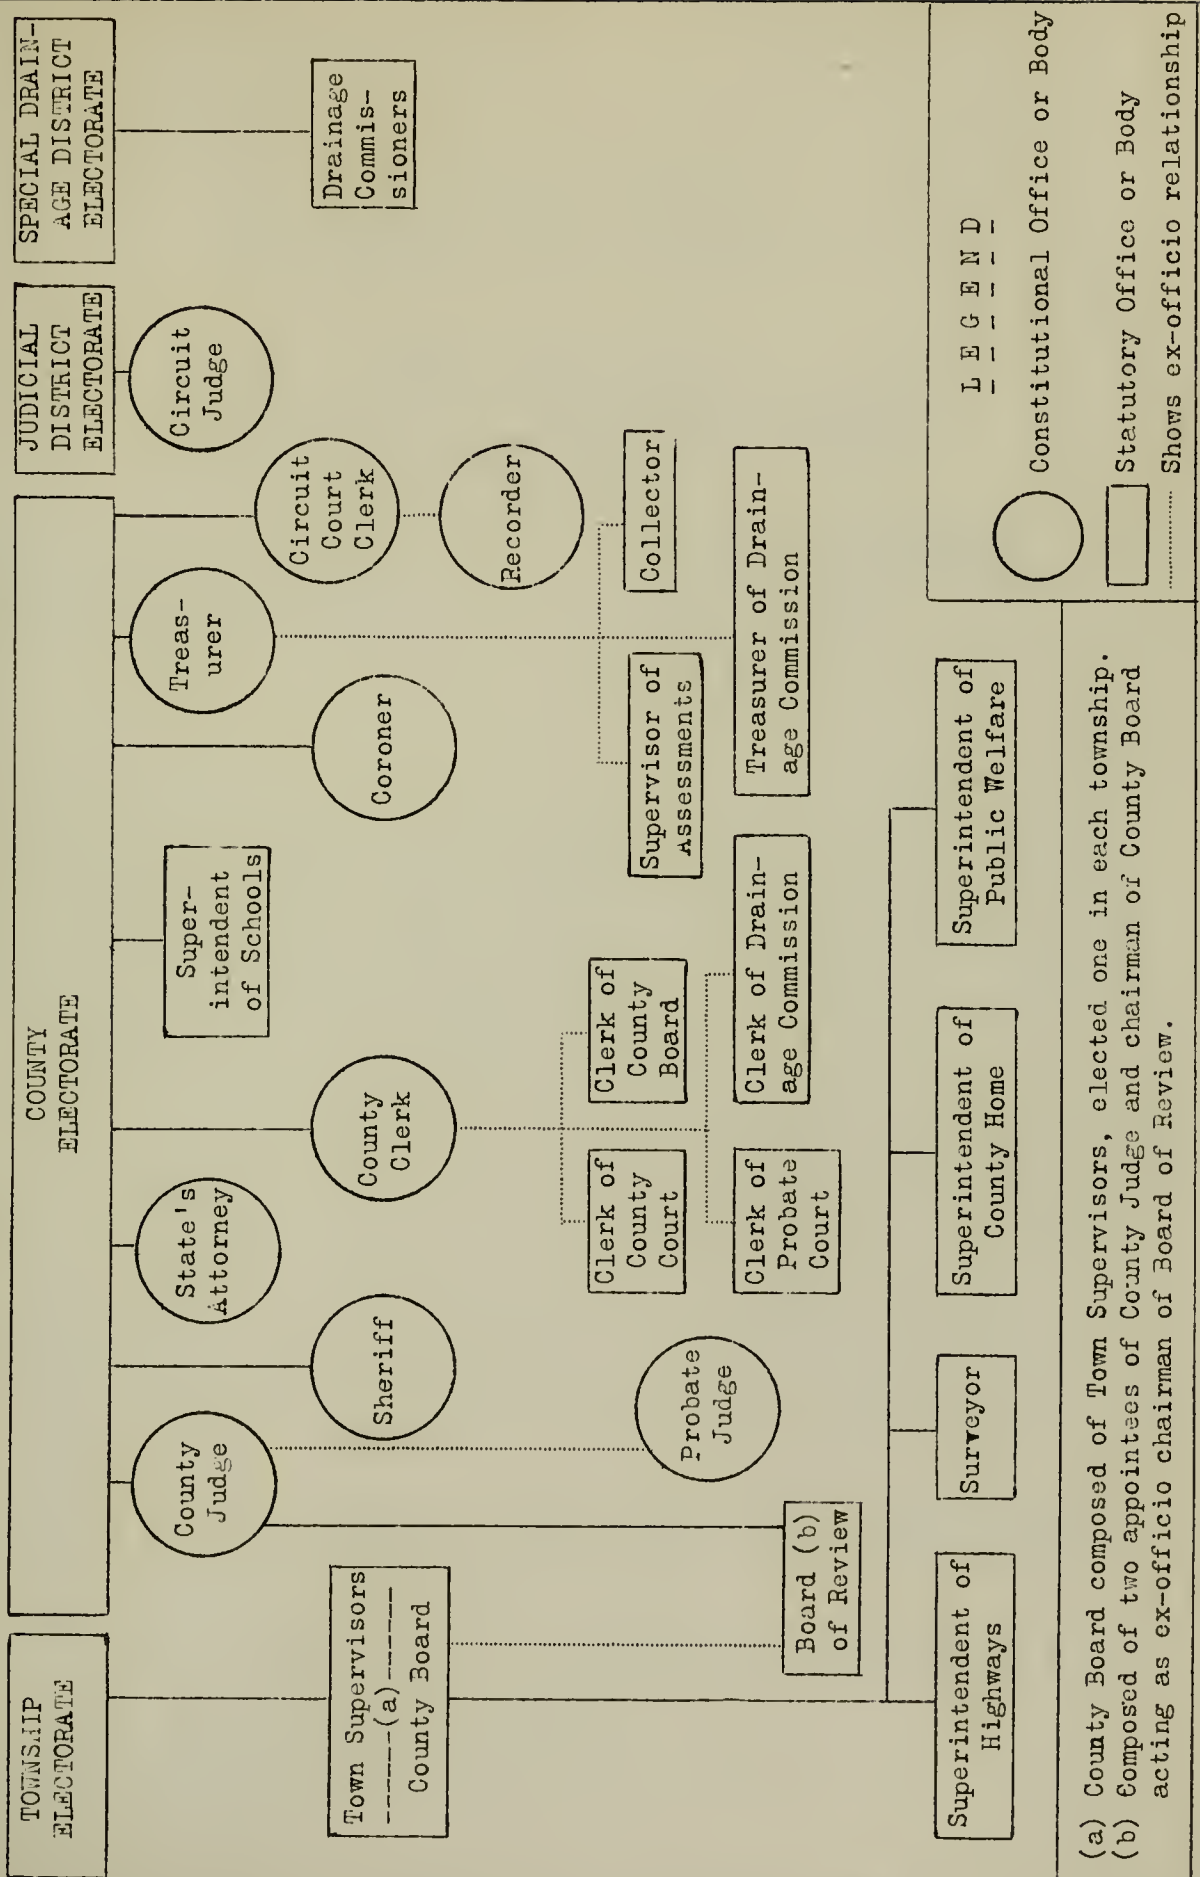 TOWNSHIP
ELECTORATE
COUNTY
ELECTORATE
JUDICIAL
DISTRICT
ELECTORATE
SPECIAL DRAIN-
AGE DISTRICT
ELECTORATE
County
Judge
State's
Attorney
Super-
intendent
of Schools
Treas-
urer
Circuit
Judge
Town Supervisors
------(a)------
County Board
Sheriff
County
Clerk
Coroner
Circuit
Court
Clerk
Drainage
Commis-
sioners
Recorder
Clerk of
County
Court
Clerk of
County
Board
Supervisor of
Assessments
Collector
Probate
Judge
Board (b)
of Review
Clerk of
Probate
Court
Clerk of Drain-
age Commission
Treasurer of Drain-
age Commission
Superintendent of
Highways
Surveyor
Superintendent of
County Home
Superintendent of
Public Welfare
L E G E N D
Constitutional Office or Body
Statutory Office or Body
Shows ex-officio relationship
(a) County Board composed of Town Supervisors, elected one in each township.
(b) Composed of two appointees of County Judge and chairman of County Board
acting as ex-officio chairman of Board of Review.